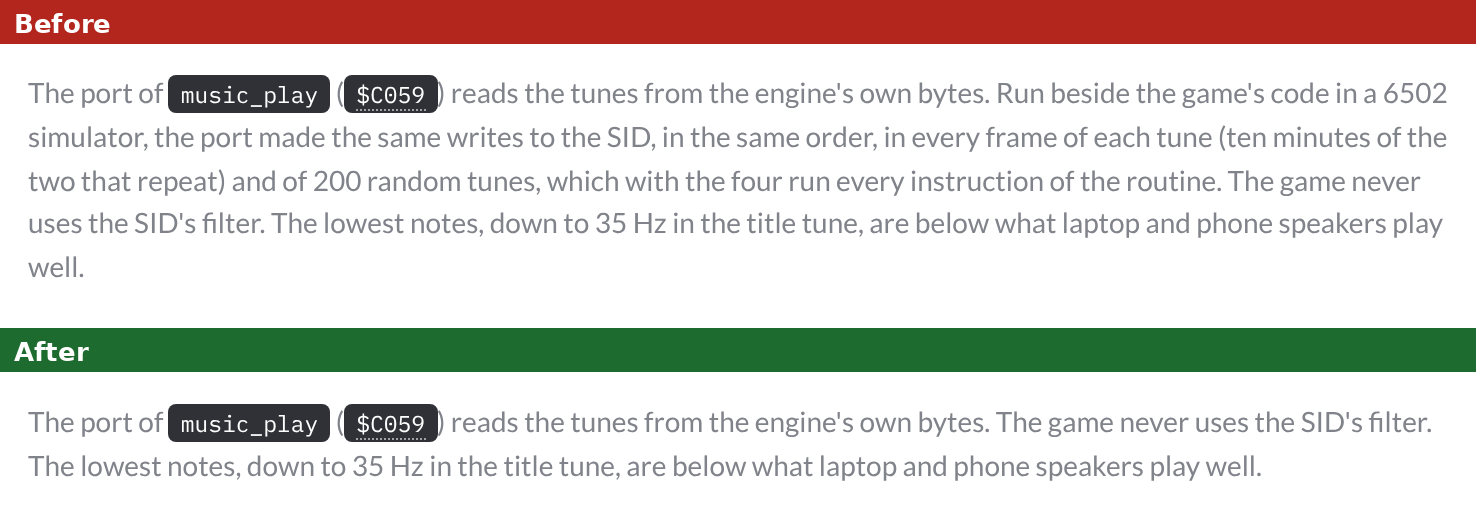 Before
The port of music_play ($C059) reads the tunes from the engine's own bytes. Run beside the game's code in a 6502
simulator, the port made the same writes to the SID, in the same order, in every frame of each tune (ten minutes of the
two that repeat) and of 200 random tunes, which with the four run every instruction of the routine. The game never
uses the SID's filter. The lowest notes, down to 35 Hz in the title tune, are below what laptop and phone speakers play
well.
After
The port of music_play ($C059) reads the tunes from the engine's own bytes. The game never uses the SID's filter.
The lowest notes, down to 35 Hz in the title tune, are below what laptop and phone speakers play well.